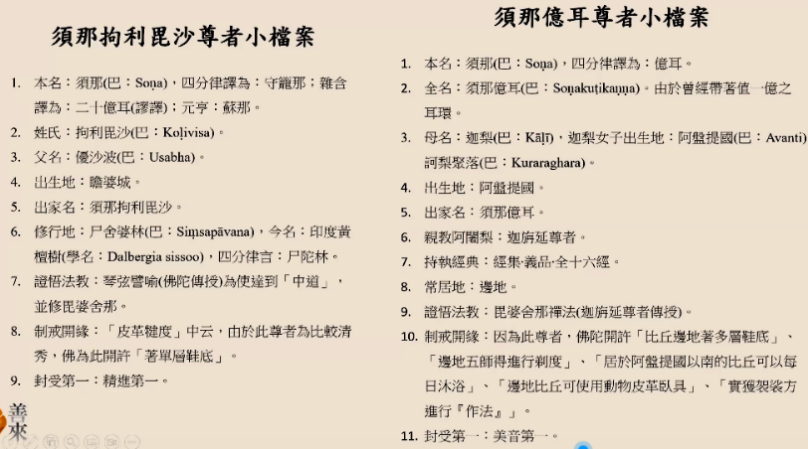 須那拘利毘沙尊者小檔案
1. 本名：須那(巴：Soṇa)，四分律譯為：守龍那；雜含
譯為：二十億耳(謬譯)；元亨：蘇那。
2. 姓氏：拘利毘沙(巴：Koḷivisa)。
3. 父名：優沙波(巴：Usabha)。
4. 出生地：瞻婆城。
5. 出家名：須那拘利毘沙。
6. 修行地：尸舍婆林(巴：Siṃsapāvana)，今名：印度黃
檀樹(學名：Dalbergia sissoo)，四分律言：尸陀林。
7. 證悟法教：琴弦譬喻(佛陀傳授)為使達到「中道」，
並修毘婆舍那。
8. 制戒開緣：「皮革犍度」中云，由於此尊者為比較清
秀，佛為此開許「著單層鞋底」。
9. 封受第一：精進第一。
善來
須那億耳尊者小檔案
1. 本名：須那(巴：Soṇa)，四分律譯為：億耳。
2. 全名：須那億耳(巴：Soṇakuṭikaṇṇa)。由於曾經帶著值一億之
耳環。
3. 母名：迦梨(巴：Kāḷī)，迦梨女子出生地：阿盤提國(巴：Avanti)
訶梨聚落(巴：Kuraraghara)。
4. 出生地：阿盤提國。
5. 出家名：須那億耳。
6. 親教阿闍梨：迦旃延尊者。
7. 持執經典：經集·義品·全十六經。
8. 常居地：邊地。
9. 證悟法教：毘婆舍那禪法(迦旃延尊者傳授)。
10. 制戒開緣：因為此尊者，佛陀開許「比丘邊地著多層鞋底」、
「邊地五師得進行剃度」、「居於阿盤提國以南的比丘可以每
日沐浴」、「邊地比丘可使用動物皮革臥具」、「實獲袈裟方
進行『作法』」。
11. 封受第一：美音第一。